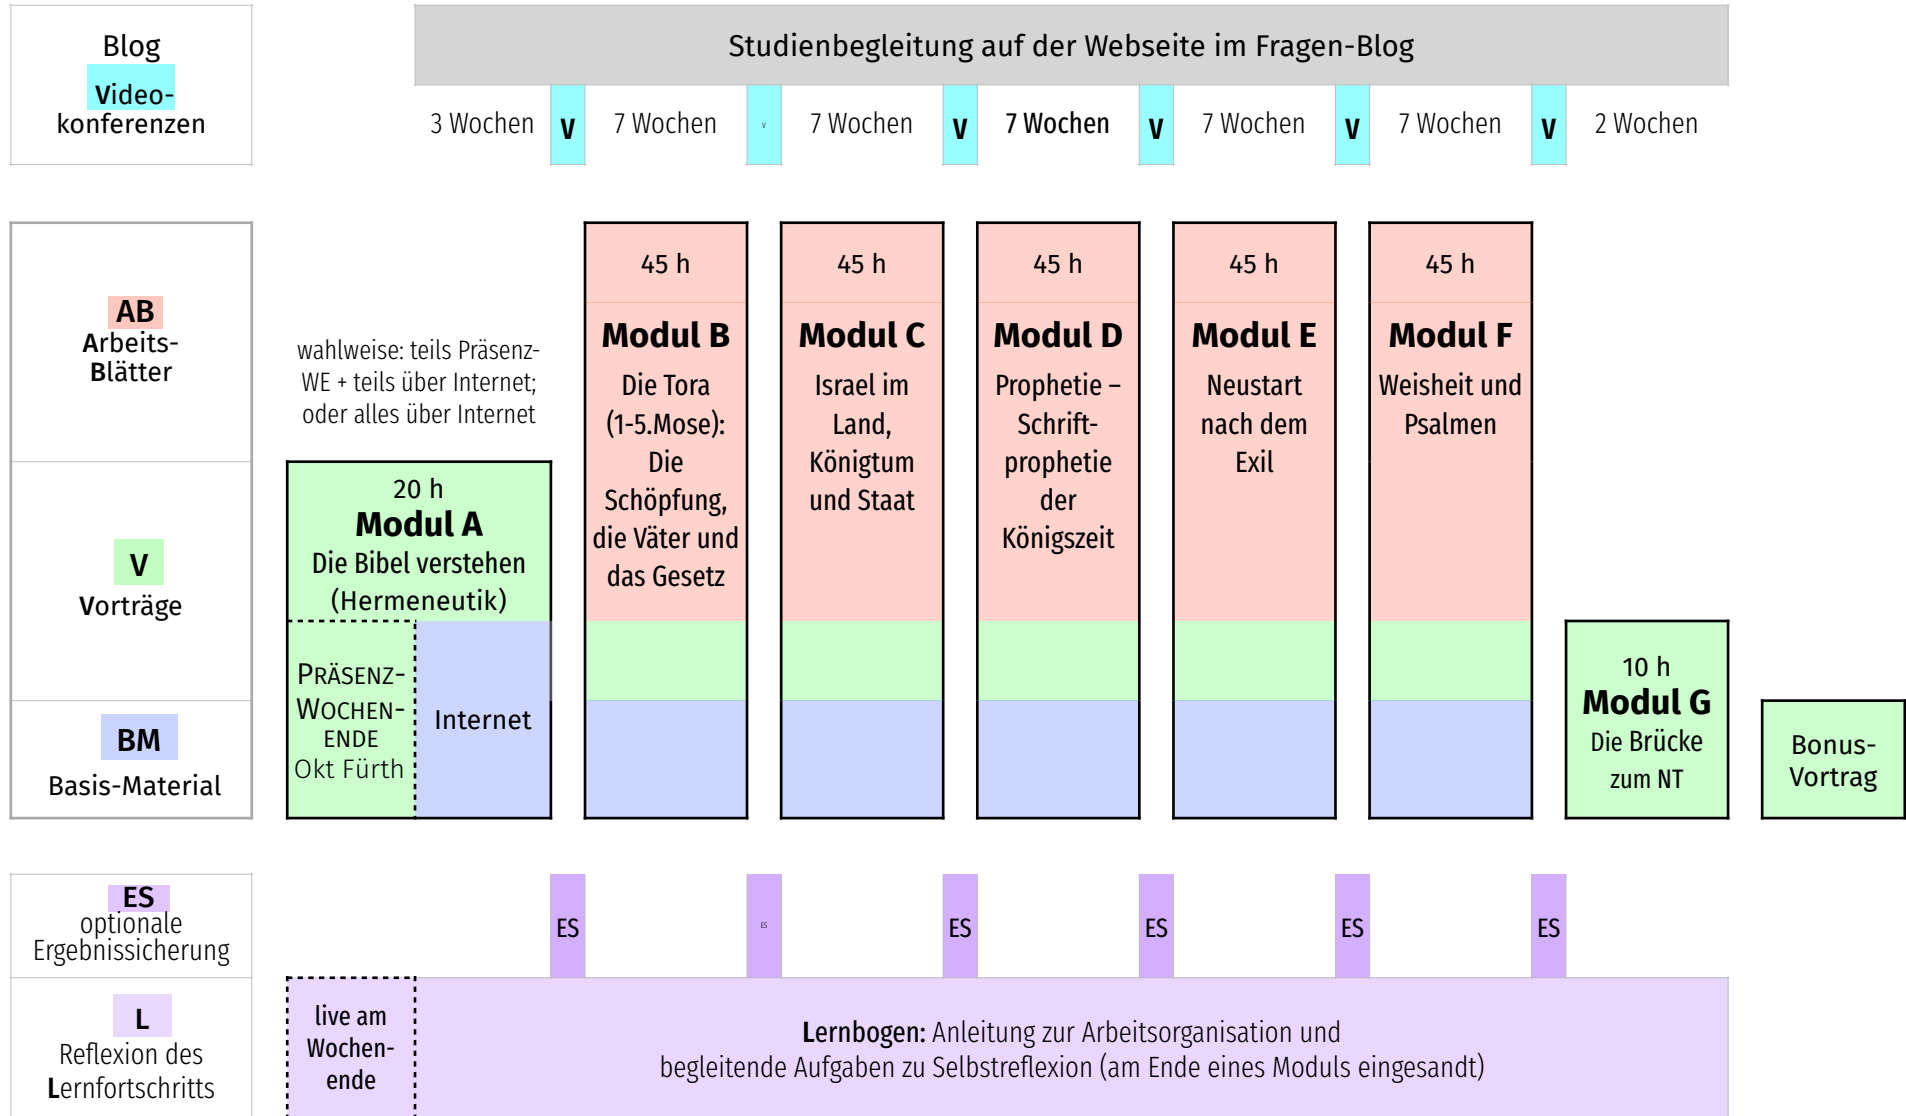 Blog
Video-
konferenzen
Studienbegleitung auf der Webseite im Fragen-Blog
3 Wochen V 7 Wochen V 7 Wochen V 7 Wochen V 7 Wochen V 7 Wochen V 2 Wochen
AB
Arbeits-
Blätter
V
Vorträge
BM
Basis-Material
wahlweise: teils Präsenz-
WE + teils über Internet;
oder alles über Internet
20 h
Modul A
Die Bibel verstehen
(Hermeneutik)
PRÄSENZ-
WOCHEN-
ENDE
Okt Fürth
Internet
45 h
Modul B
Die Tora
(1-5.Mose):
Die
Schöpfung,
die Väter und
das Gesetz
45 h
Modul C
Israel im
Land,
Königtum
und Staat
45 h
Modul D
Prophetie –
Schrift-
prophetie
der
Königszeit
45 h
Modul E
Neustart
nach dem
Exil
45 h
Modul F
Weisheit und
Psalmen
10 h
Modul G
Die Brücke
zum NT
Bonus-
Vortrag
ES
optionale
Ergebnissicherung
ES ES ES ES ES ES
L
Reflexion des
Lernfortschritts
live am
Wochen-
ende
Lernbogen: Anleitung zur Arbeitsorganisation und
begleitende Aufgaben zu Selbstreflexion (am Ende eines Moduls eingesandt)